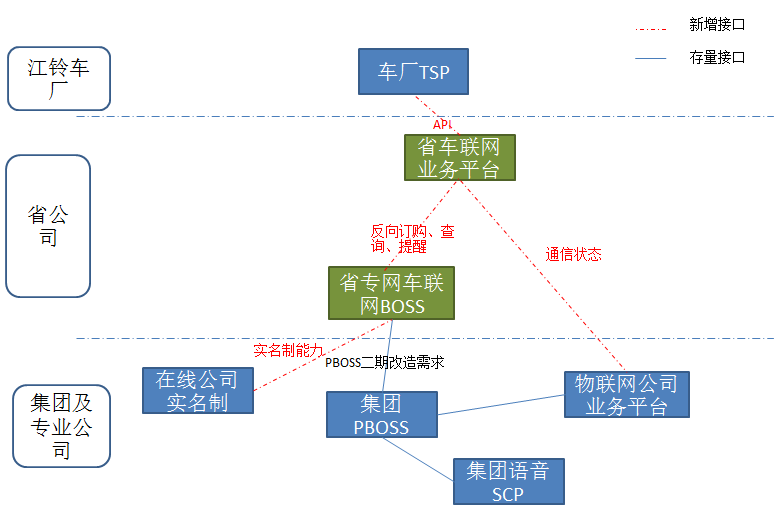 新增接口
存量接口
江铃车
厂
车厂TSP
API
省车联网
业务平台
省公
司
反向订购、查
询、提醒
通信状态
省专网车联
网BOSS
实名制能力
PBOSS二期改造需求
在线公司
实名制
集团
PBOSS
物联网公司
业务平台
集团及
专业公
司
集团语音
SCP